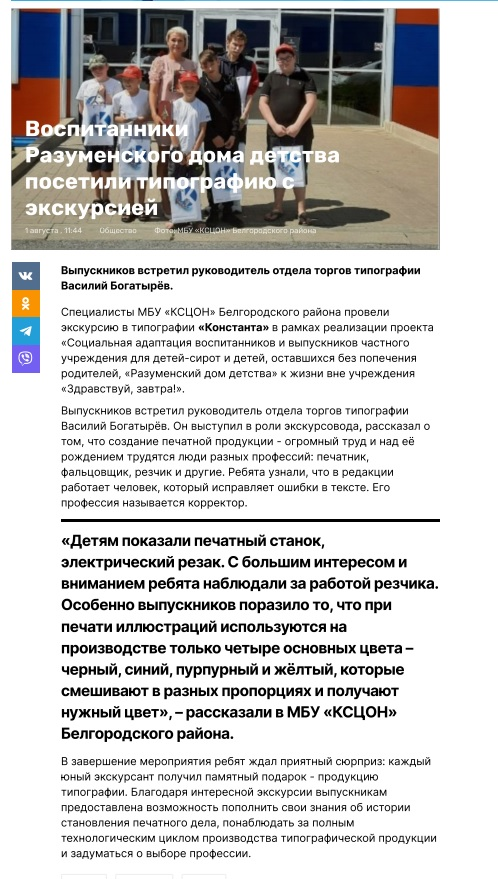 Воспитанники
Разуменского дома детства
посетили типографию с
экскурсией
1 августа , 11:44 Общество Фото: МБУ «КСЦОН» Белгородского района
Выпускников встретил руководитель отдела торгов типографии
Василий Богатырёв.
Специалисты МБУ «КСЦОН» Белгородского района провели
экскурсию в типографии «Константа» в рамках реализации проекта
«Социальная адаптация воспитанников и выпускников частного
учреждения для детей-сирот и детей, оставшихся без попечения
родителей, «Разуменский дом детства» к жизни вне учреждения
«Здравствуй, завтра!».
Выпускников встретил руководитель отдела торгов типографии
Василий Богатырёв. Он выступил в роли экскурсовода, рассказал о
том, что создание печатной продукции - огромный труд и над её
рождением трудятся люди разных профессий: печатник,
фальцовщик, резчик и другие. Ребята узнали, что в редакции
работает человек, который исправляет ошибки в тексте. Его
профессия называется корректор.
«Детям показали печатный станок,
электрический резак. С большим интересом и
вниманием ребята наблюдали за работой резчика.
Особенно выпускников поразило то, что при
печати иллюстраций используются на
производстве только четыре основных цвета –
черный, синий, пурпурный и жёлтый, которые
смешивают в разных пропорциях и получают
нужный цвет», – рассказали в МБУ «КСЦОН»
Белгородского района.
В завершение мероприятия ребят ждал приятный сюрприз: каждый
юный экскурсант получил памятный подарок - продукцию
типографии. Благодаря интересной экскурсии выпускникам
предоставлена возможность пополнить свои знания об истории
становления печатного дела, понаблюдать за полным
технологическим циклом производства типографической продукции
и задуматься о выборе профессии.